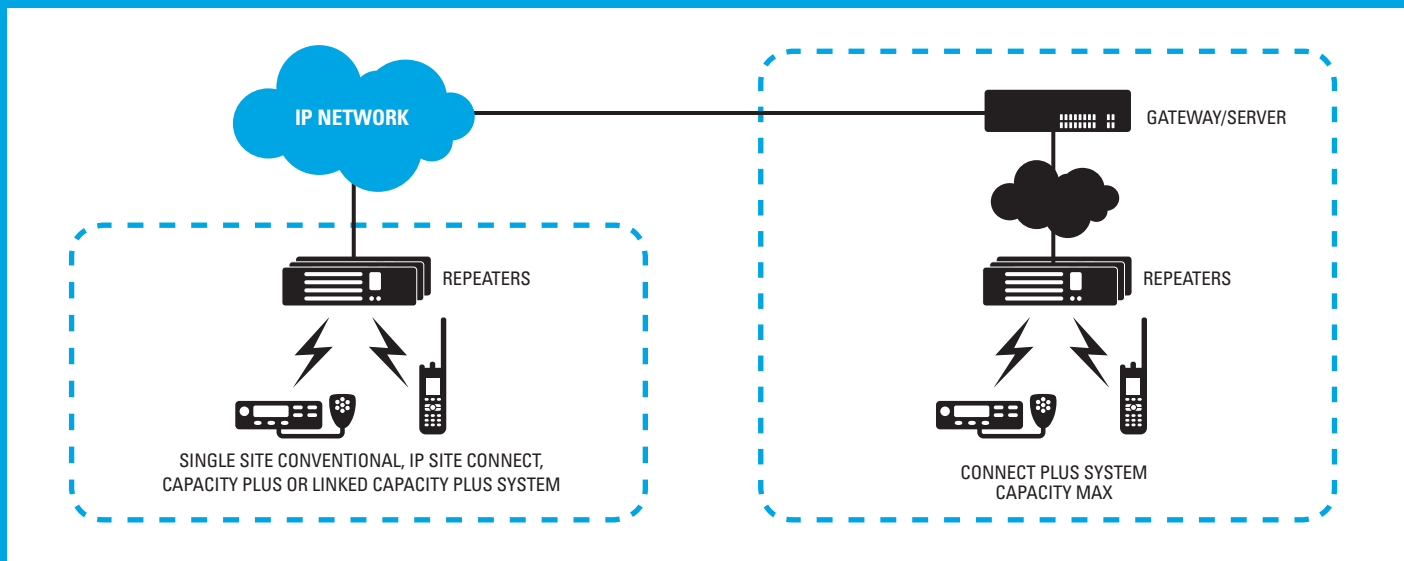 IP NETWORK
GATEWAY/SERVER
REPEATERS
REPEATERS
SINGLE SITE CONVENTIONAL, IP SITE CONNECT,
CAPACITY PLUS OR LINKED CAPACITY PLUS SYSTEM
CONNECT PLUS SYSTEM
CAPACITY MAX